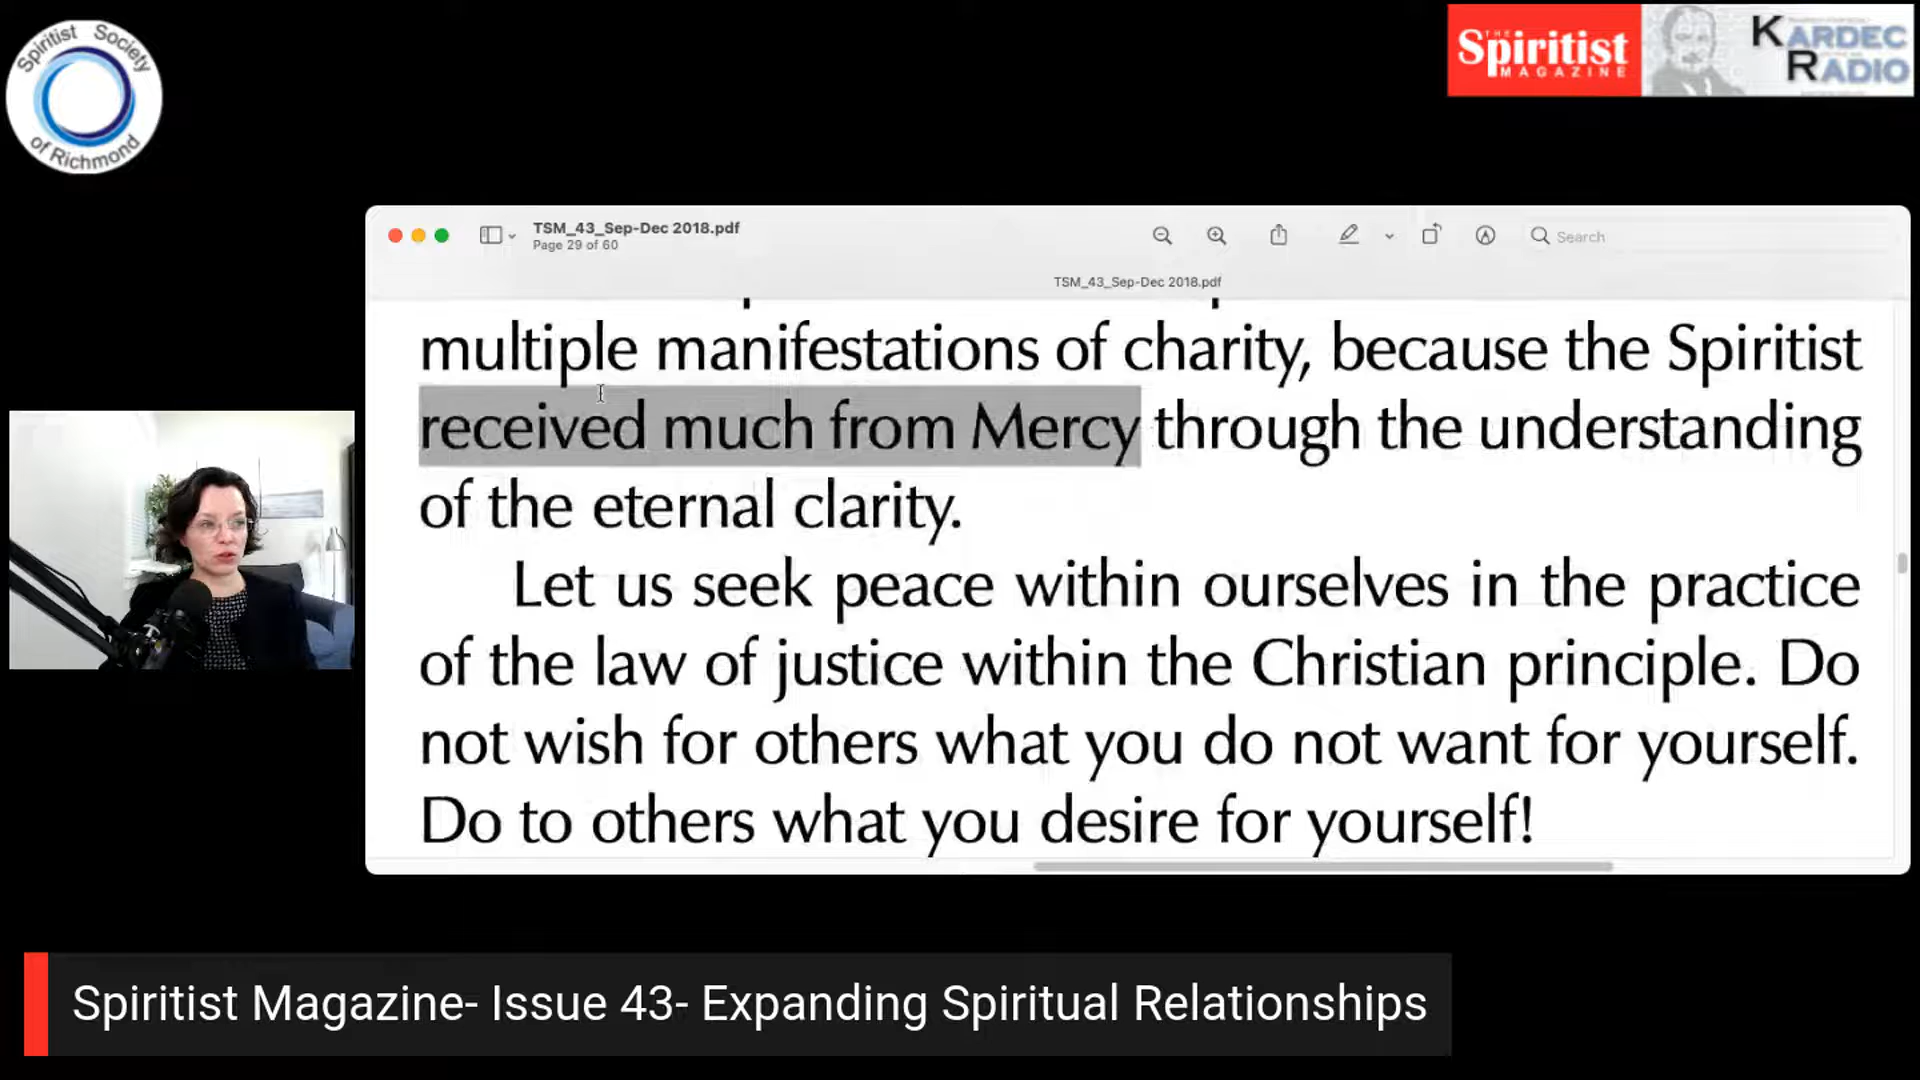 Spiritist Society
of Richmond
THE
Spiritist
MAGAZINE
KARDEC
RADIO
TSM_43_Sep-Dec 2018.pdf
Page 29 of 60
Search
TSM_43_Sep-Dec 2018.pdf
multiple manifestations of charity, because the Spiritist
received much from Mercy through the understanding
of the eternal clarity.
Let us seek peace within ourselves in the practice
of the law of justice within the Christian principle. Do
not wish for others what you do not want for yourself.
Do to others what you desire for yourself!
Spiritist Magazine- Issue 43- Expanding Spiritual Relationships